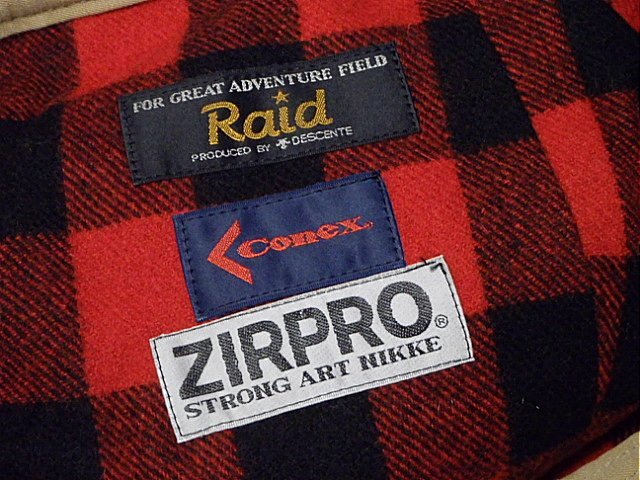 FOR GREAT ADVENTURE FIELD
Raid
PRODUCED BY DESCENTE
Conex
ZIRPRO®
STRONG ART NIKKE